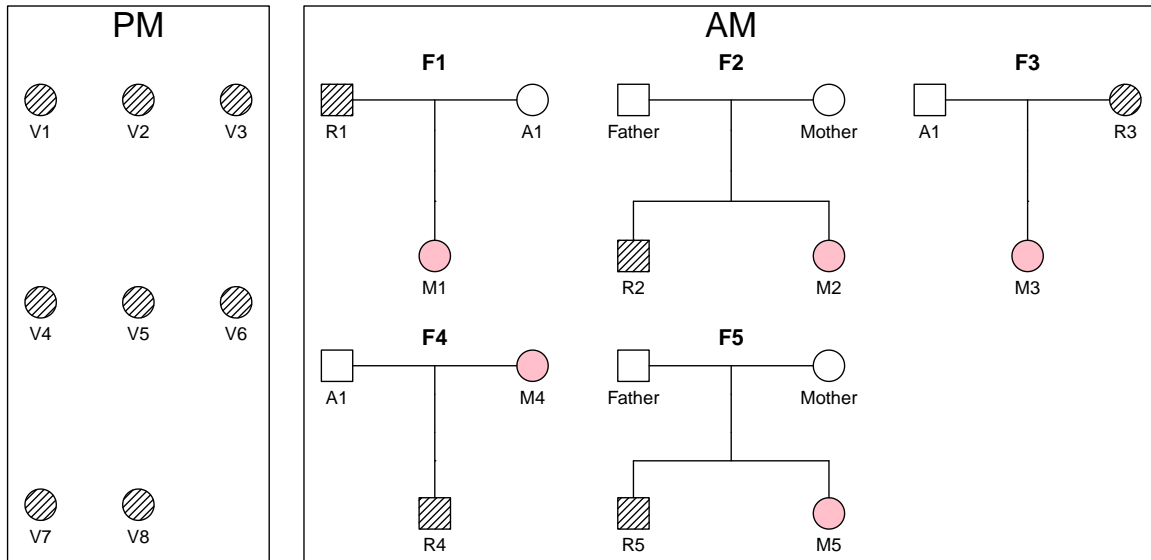 PM
V1 V2 V3
V4 V5 V6
V7 V8
AM
F1 F2 F3
R1 A1 Father Mother A1 R3
M1 R2 M2 M3
F4 F5
A1 M4 Father Mother
R4 R5 M5